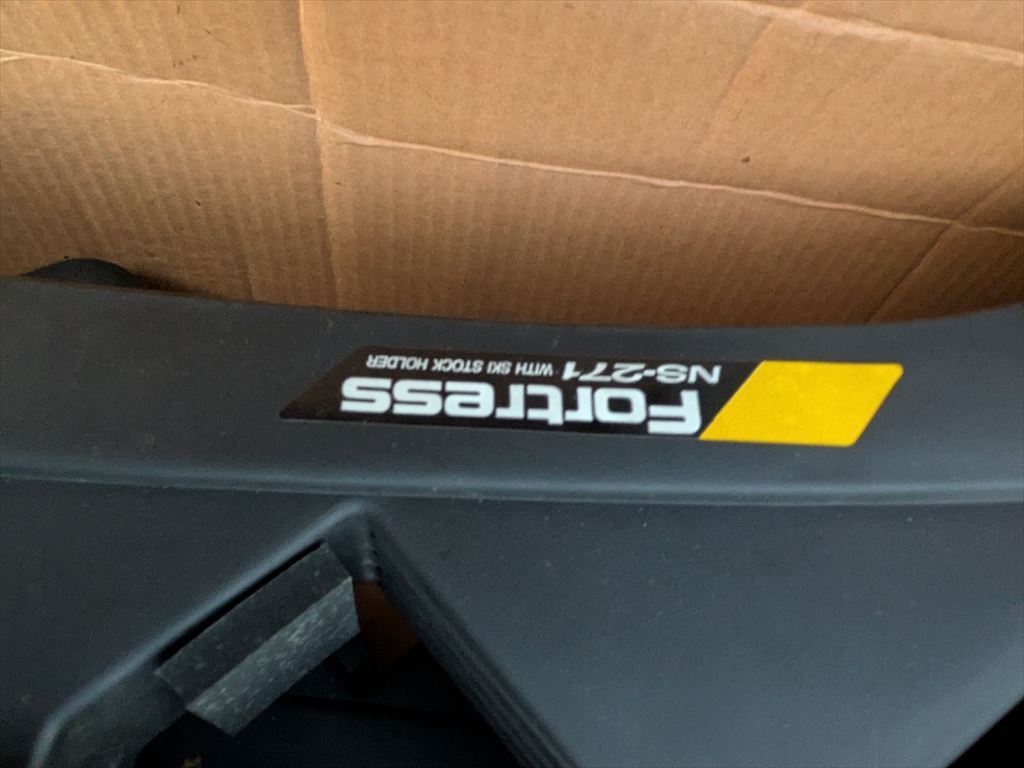 Fortress
NS-271 WITH SKI STOCK HOLDER